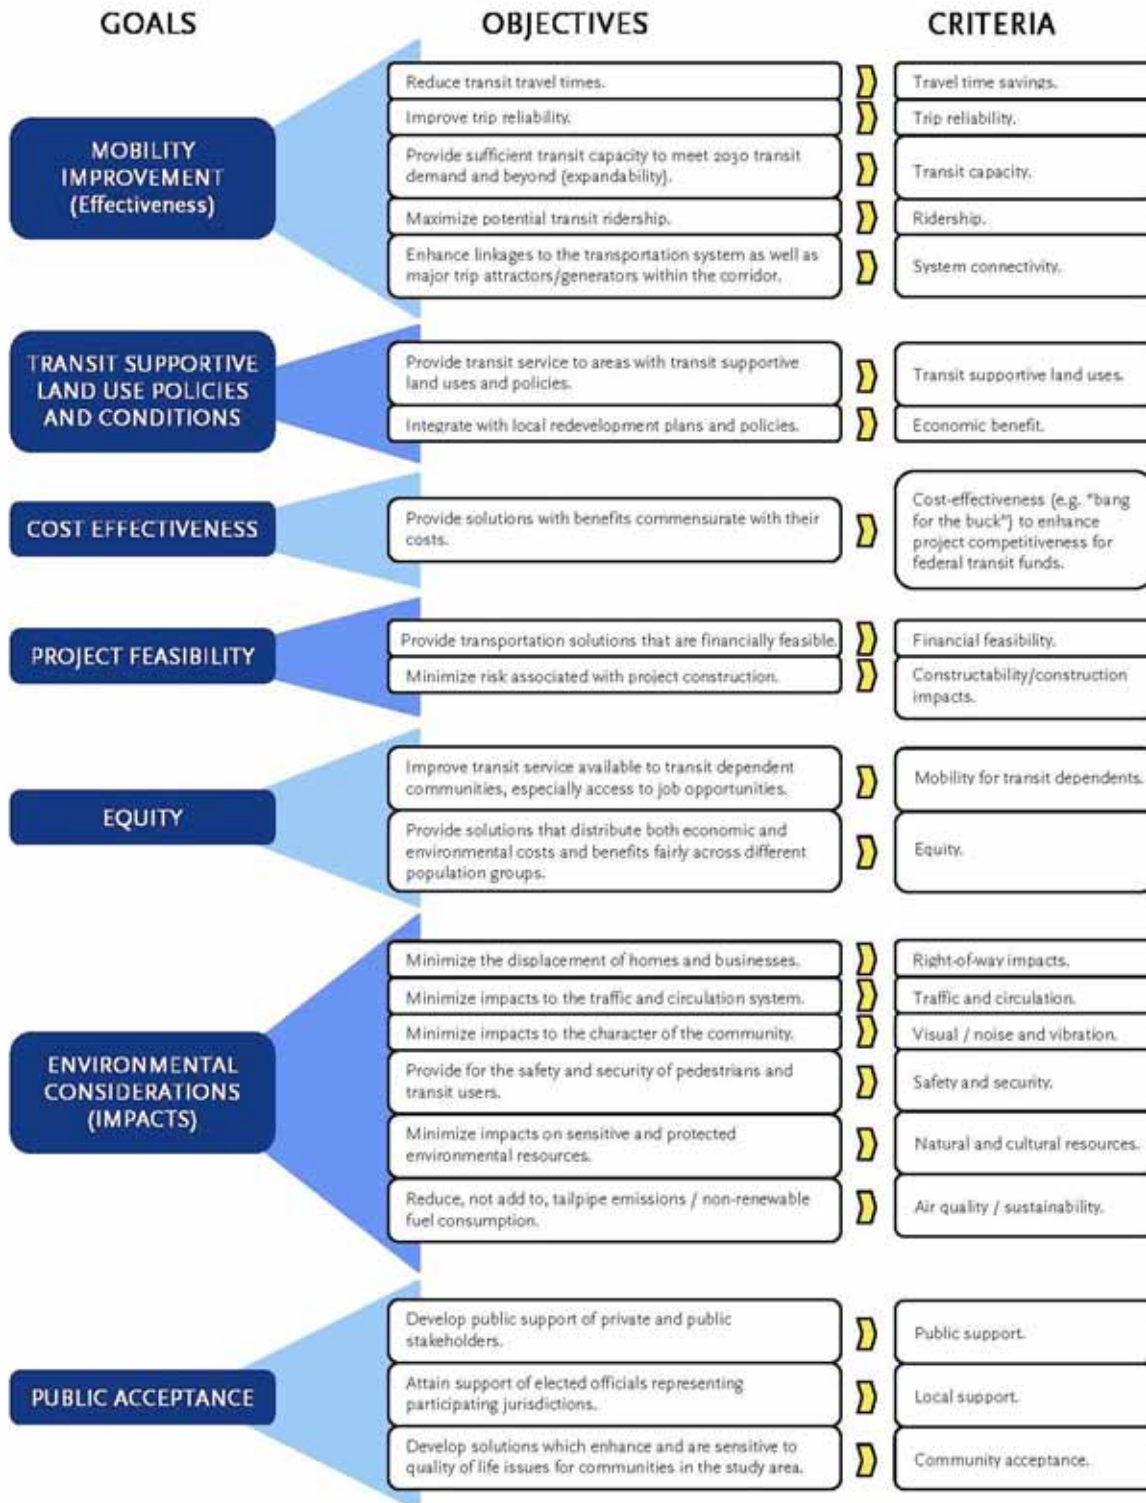 GOALS
OBJECTIVES
CRITERIA
MOBILITY
IMPROVEMENT
(Effectiveness)
Reduce transit travel times.
Travel time savings.
Improve trip reliability.
Trip reliability.
Provide sufficient transit capacity to meet 2030 transit
demand and beyond (expandability).
Transit capacity.
Maximize potential transit ridership.
Ridership.
Enhance linkages to the transportation system as well as
major trip attractors/generators within the corridor.
System connectivity.
TRANSIT SUPPORTIVE
LAND USE POLICIES
AND CONDITIONS
Provide transit service to areas with transit supportive
land uses and policies.
Transit supportive land uses.
Integrate with local redevelopment plans and policies.
Economic benefit.
COST EFFECTIVENESS
Provide solutions with benefits commensurate with their
costs.
Cost-effectiveness (e.g. "bang
for the buck") to enhance
project competitiveness for
federal transit funds.
PROJECT FEASIBILITY
Provide transportation solutions that are financially feasible.
Financial feasibility.
Minimize risk associated with project construction.
Constructability/construction
impacts.
EQUITY
Improve transit service available to transit dependent
communities, especially access to job opportunities.
Mobility for transit dependents.
Provide solutions that distribute both economic and
environmental costs and benefits fairly across different
population groups.
Equity.
ENVIRONMENTAL
CONSIDERATIONS
(IMPACTS)
Minimize the displacement of homes and businesses.
Right-of-way impacts.
Minimize impacts to the traffic and circulation system.
Traffic and circulation.
Minimize impacts to the character of the community.
Visual / noise and vibration.
Provide for the safety and security of pedestrians and
transit users.
Safety and security.
Minimize impacts on sensitive and protected
environmental resources.
Natural and cultural resources.
Reduce, not add to, tailpipe emissions / non-renewable
fuel consumption.
Air quality / sustainability.
PUBLIC ACCEPTANCE
Develop public support of private and public
stakeholders.
Public support.
Attain support of elected officials representing
participating jurisdictions.
Local support.
Develop solutions which enhance and are sensitive to
quality of life issues for communities in the study area.
Community acceptance.